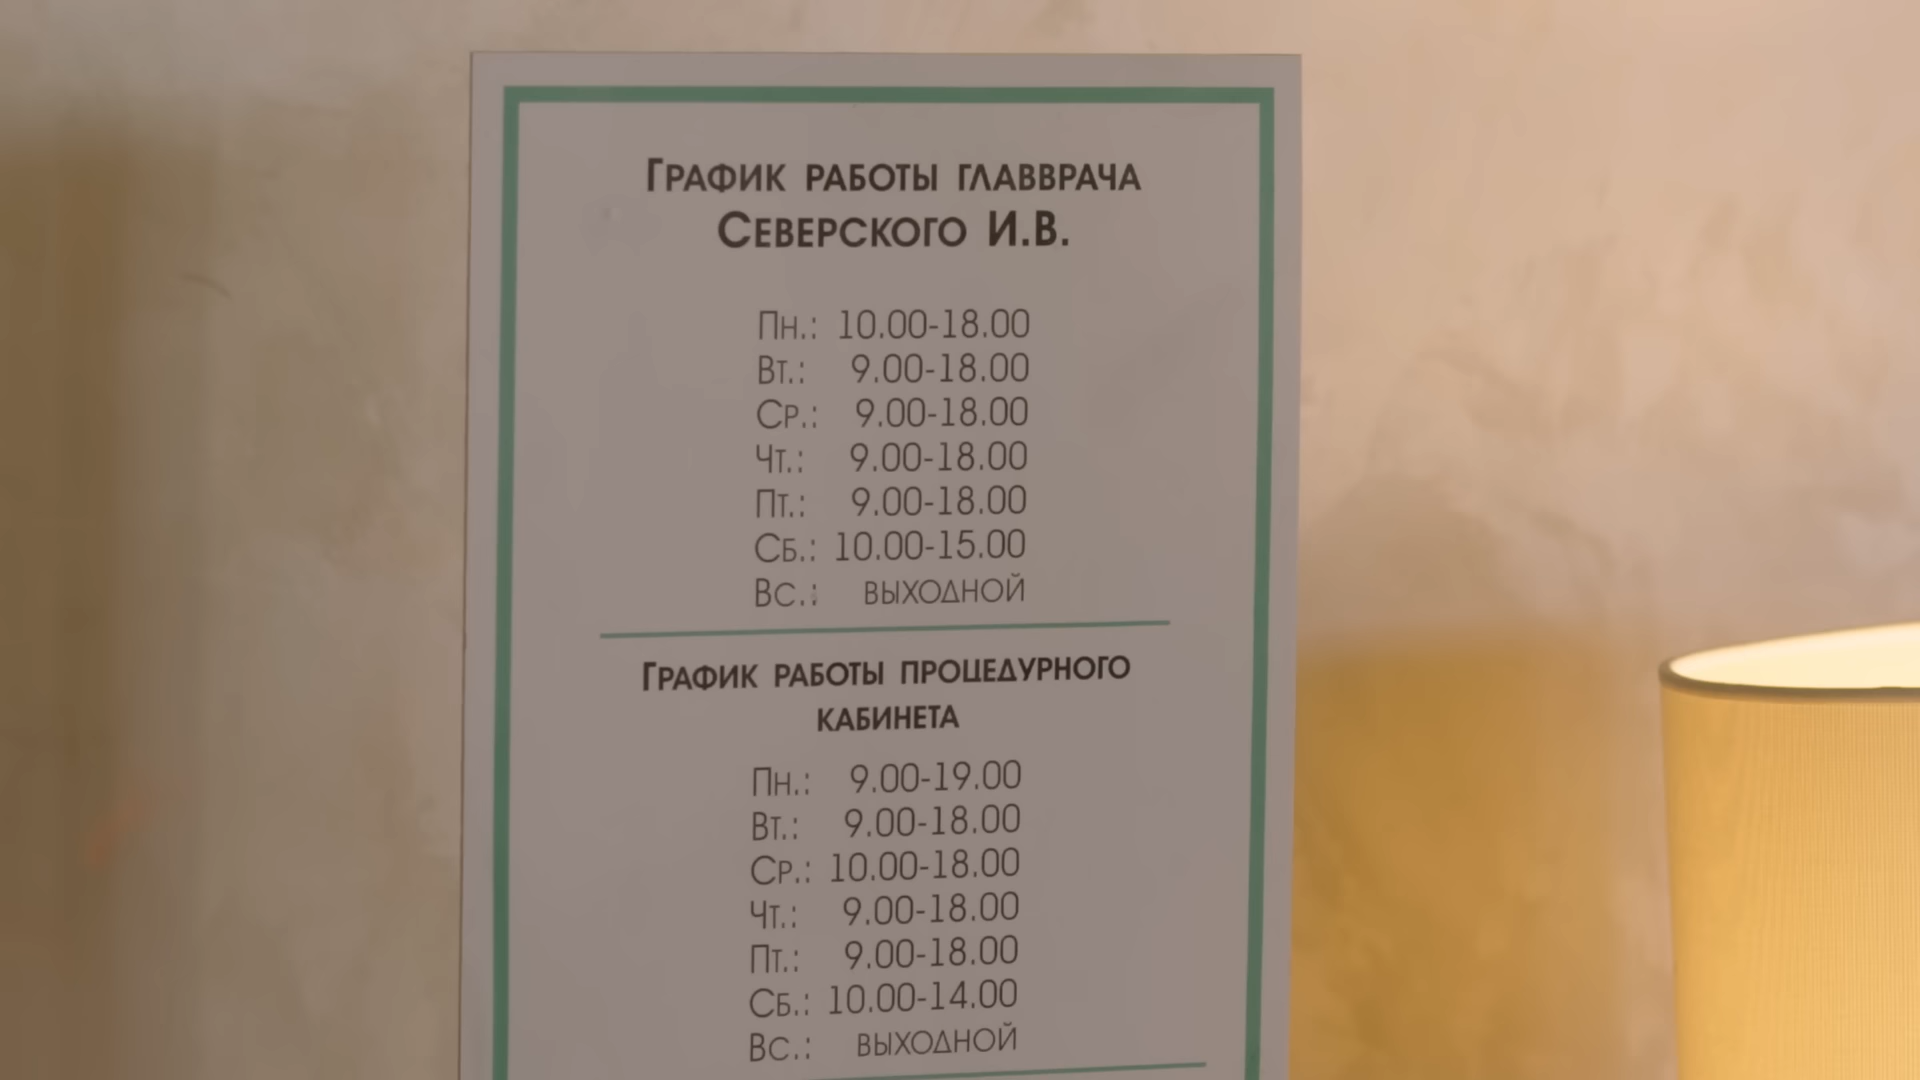 График работы главврача
Северского И.В.
Пн.: 10.00-18.00
Вт.: 9.00-18.00
Ср.: 9.00-18.00
Чт.: 9.00-18.00
Пт.: 9.00-18.00
Сб.: 10.00-15.00
Вс.: выходной
График работы процедурного
кабинета
Пн.: 9.00-19.00
Вт.: 9.00-18.00
Ср.: 10.00-18.00
Чт.: 9.00-18.00
Пт.: 9.00-18.00
Сб.: 10.00-14.00
Вс.: выходной